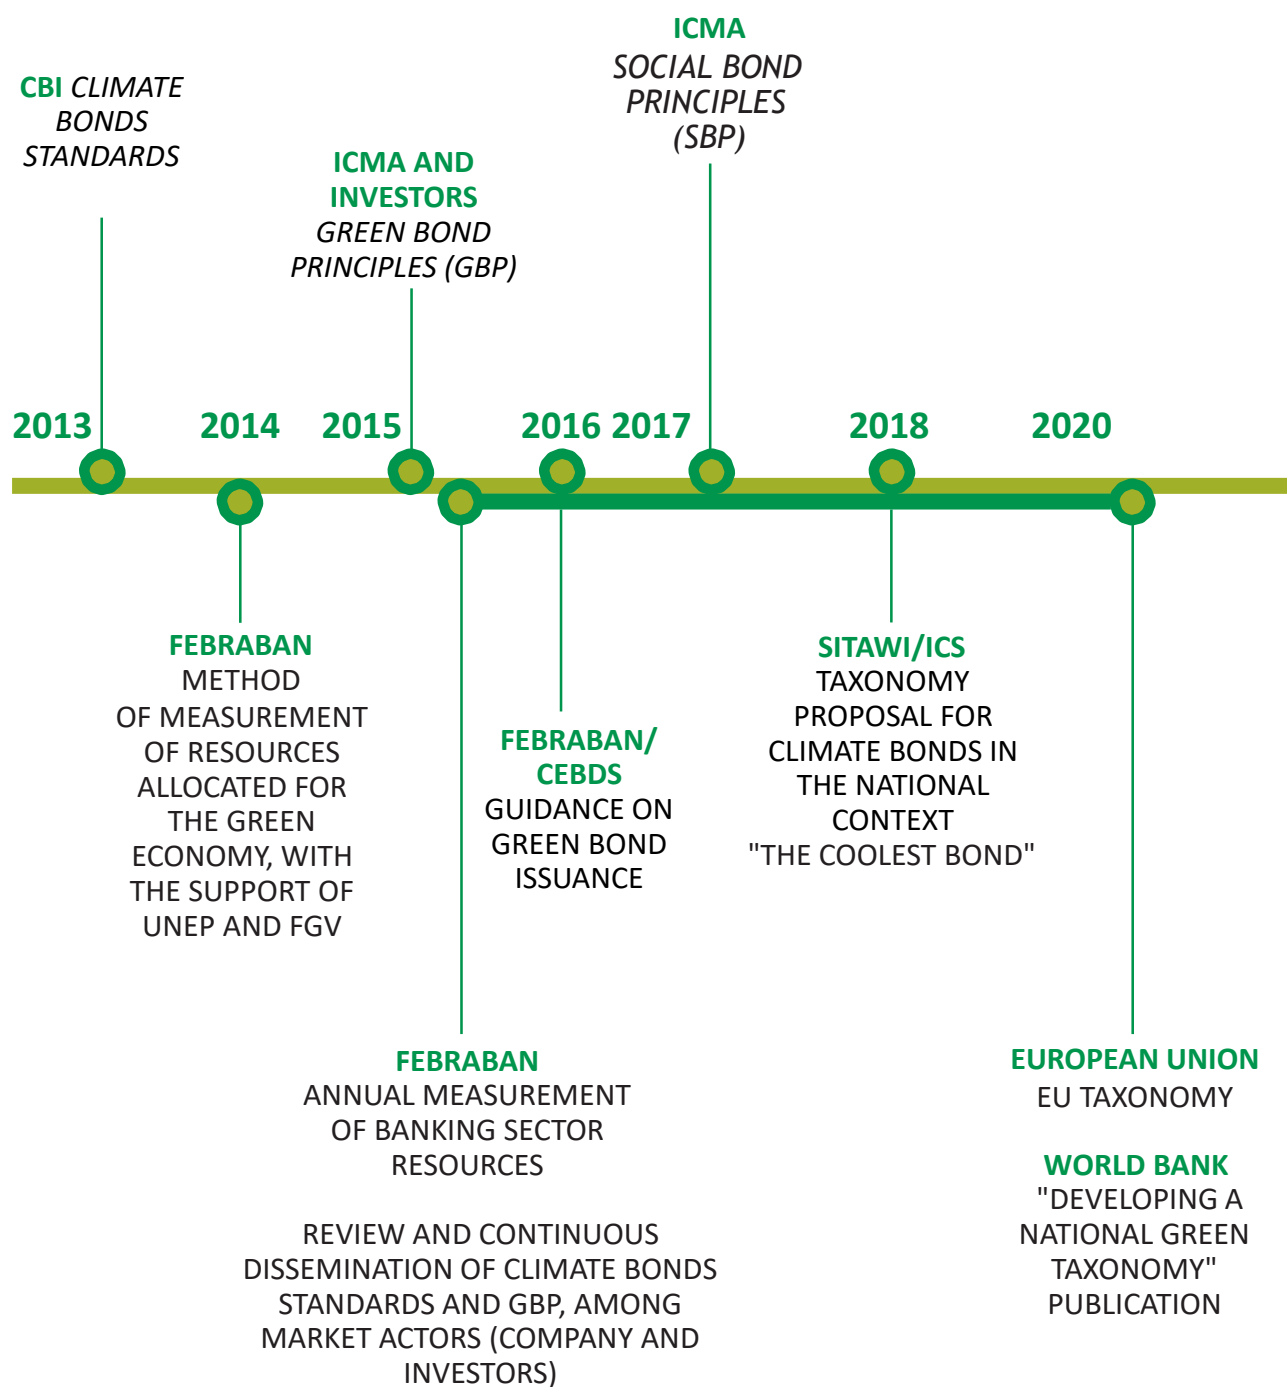 CBI CLIMATE
BONDS
STANDARDS
ICMA AND
INVESTORS
GREEN BOND
PRINCIPLES (GBP)
ICMA
SOCIAL BOND
PRINCIPLES
(SBP)
2013
2014
2015
2016
2017
2018
2020
FEBRABAN
METHOD
OF MEASUREMENT
OF RESOURCES
ALLOCATED FOR
THE GREEN
ECONOMY, WITH
THE SUPPORT OF
UNEP AND FGV
FEBRABAN
ANNUAL MEASUREMENT
OF BANKING SECTOR
RESOURCES
REVIEW AND CONTINUOUS
DISSEMINATION OF CLIMATE BONDS
STANDARDS AND GBP, AMONG
MARKET ACTORS (COMPANY AND
INVESTORS)
FEBRABAN/
CEBDS
GUIDANCE ON
GREEN BOND
ISSUANCE
SITAWI/ICS
TAXONOMY
PROPOSAL FOR
CLIMATE BONDS IN
THE NATIONAL
CONTEXT
"THE COOLEST BOND"
EUROPEAN UNION
EU TAXONOMY
WORLD BANK
"DEVELOPING A
NATIONAL GREEN
TAXONOMY"
PUBLICATION